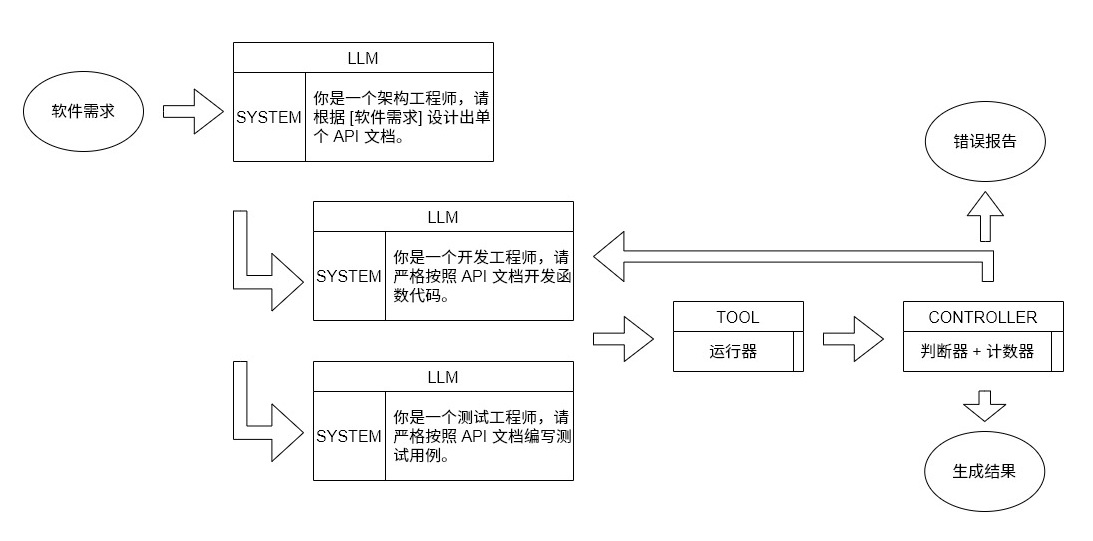 软件需求
LLM
SYSTEM
你是一个架构工程师，请
根据 [软件需求] 设计出单
个 API 文档。
错误报告
LLM
SYSTEM
你是一个开发工程师，请
严格按照 API 文档开发函
数代码。
TOOL
运行器
CONTROLLER
判断器 + 计数器
LLM
SYSTEM
你是一个测试工程师，请
严格按照 API 文档编写测
试用例。
生成结果